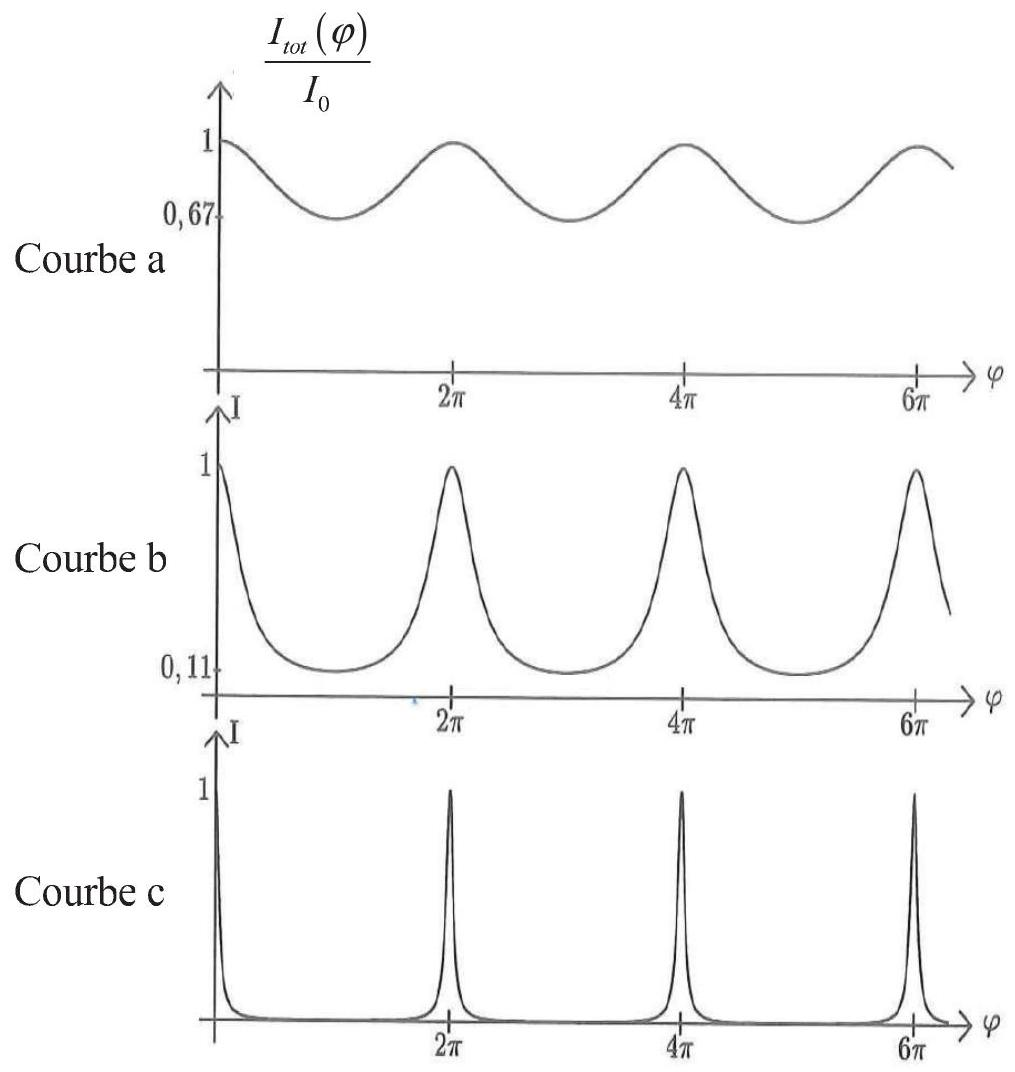 I_tot(φ)
I_0
1
0,67
Courbe a
2π 4π 6π φ
I
1
Courbe b
0,11
2π 4π 6π φ
I
1
Courbe c
2π 4π 6π φ